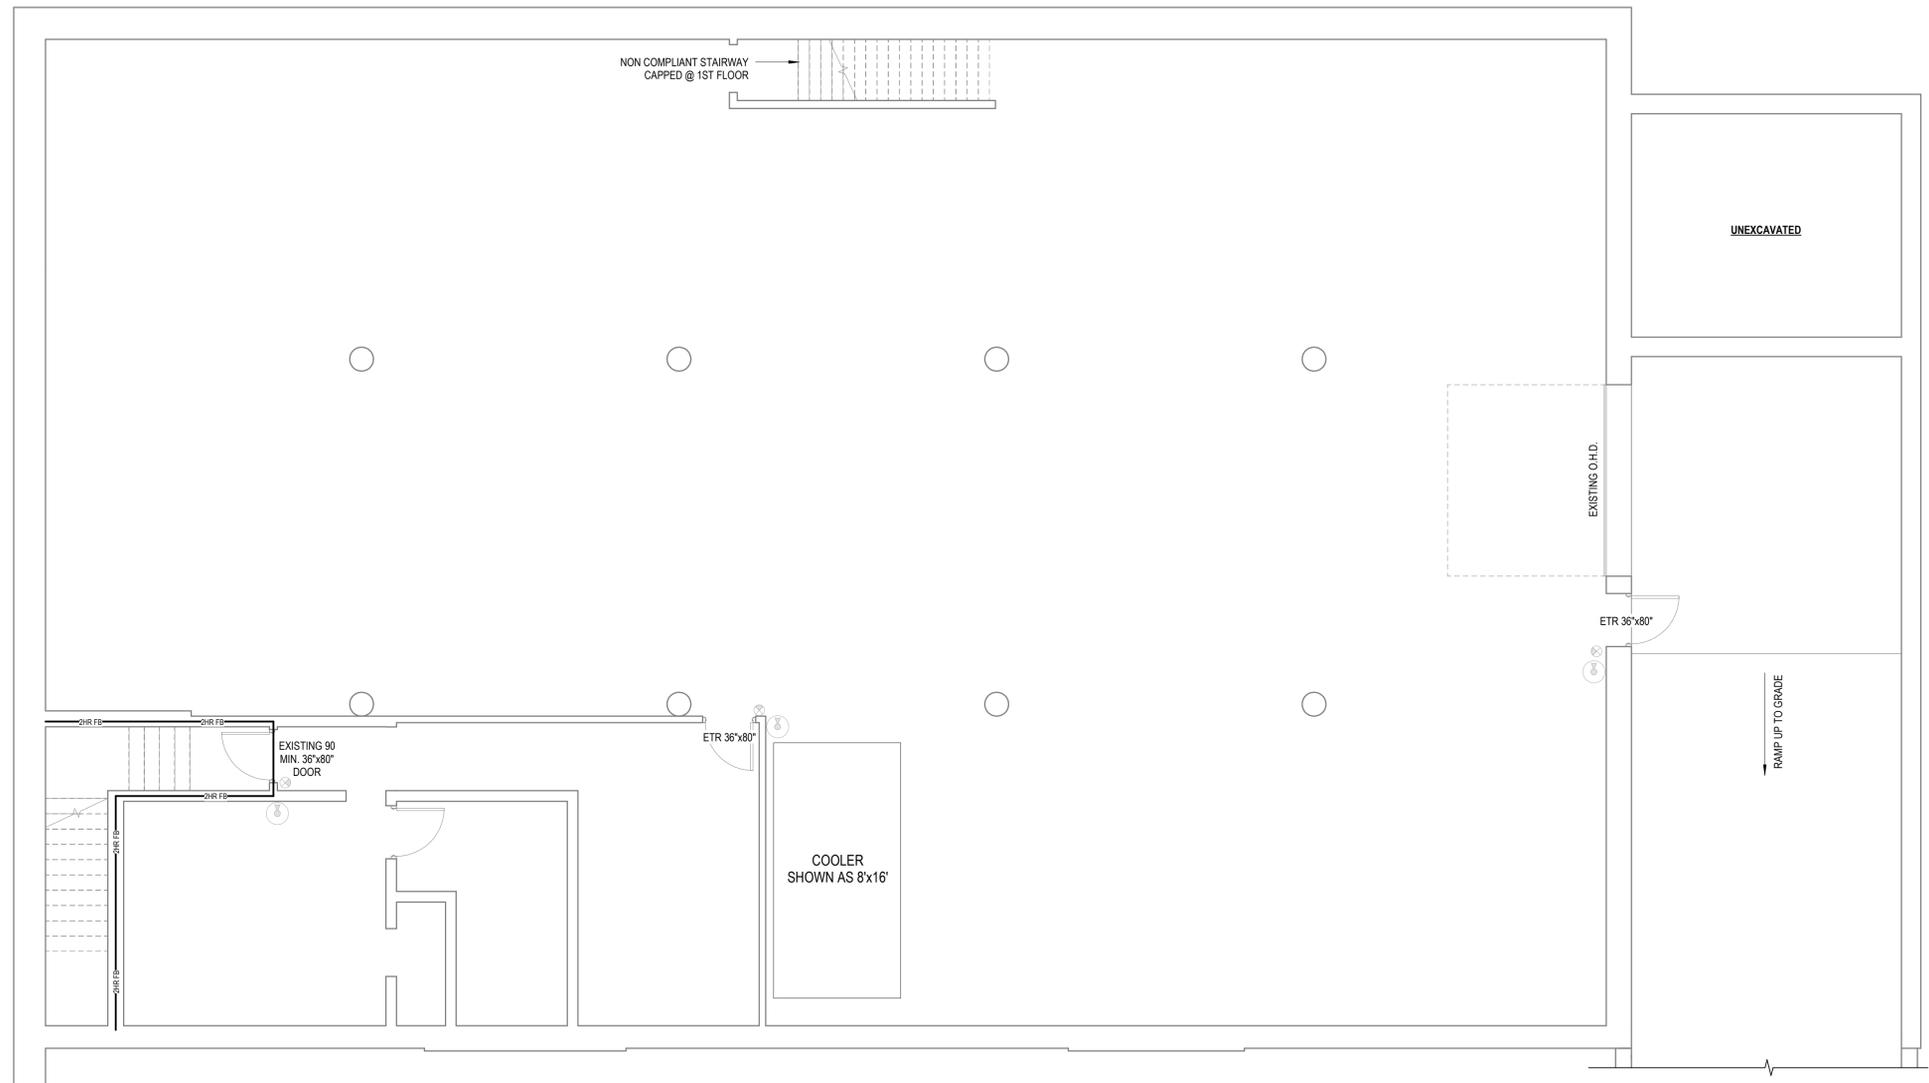 NON COMPLIANT STAIRWAY
CAPPED @ 1ST FLOOR
UNEXCAVATED
EXISTING O.H.D.
ETR 36"x80"
RAMP UP TO GRADE
2HR FB
2HR FB
EXISTING 90
MIN. 36"x80"
DOOR
ETR 36"x80"
2HR FB
2HR FB
COOLER
SHOWN AS 8'x16'
2HR FB